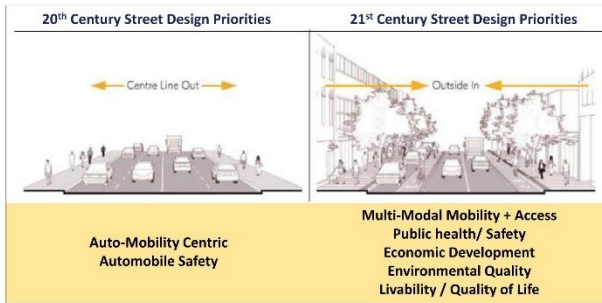 20th Century Street Design Priorities
21st Century Street Design Priorities
Centre Line Out
Outside In
Auto-Mobility Centric
Automobile Safety
Multi-Modal Mobility + Access
Public health/ Safety
Economic Development
Environmental Quality
Livability / Quality of Life